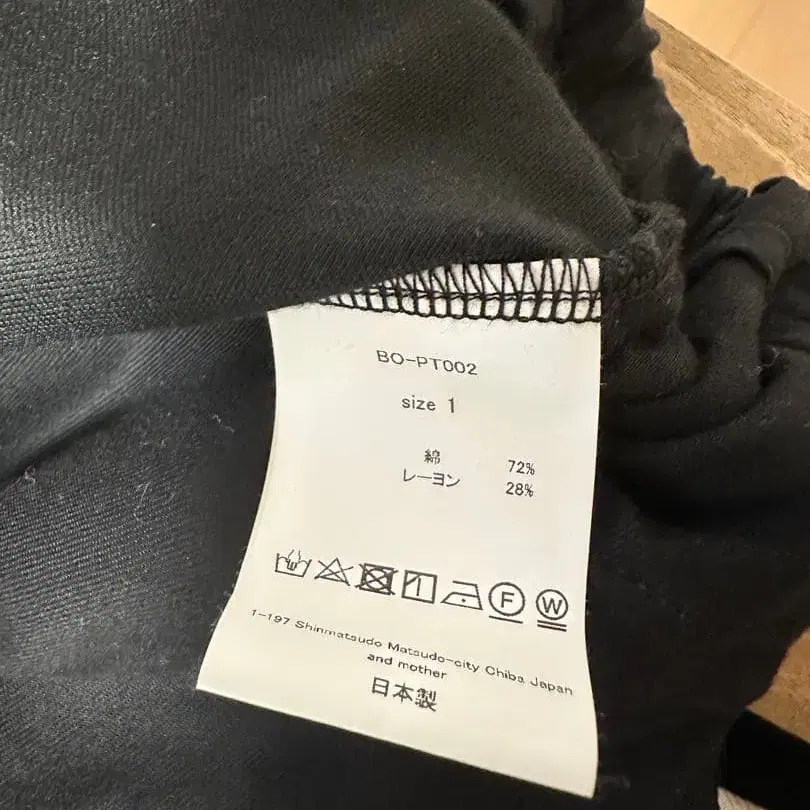 BO-PT002
size 1
綿 72%
レーヨン 28%
F W
1-197 Shinmatsudo Matsudo-city Chiba Japan
and mother
日本製